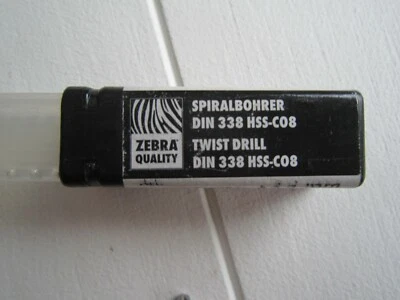 ZEBRA
QUALITY
SPIRALBOHRER
DIN 338 HSS-CO8
TWIST DRILL
DIN 338 HSS-CO8